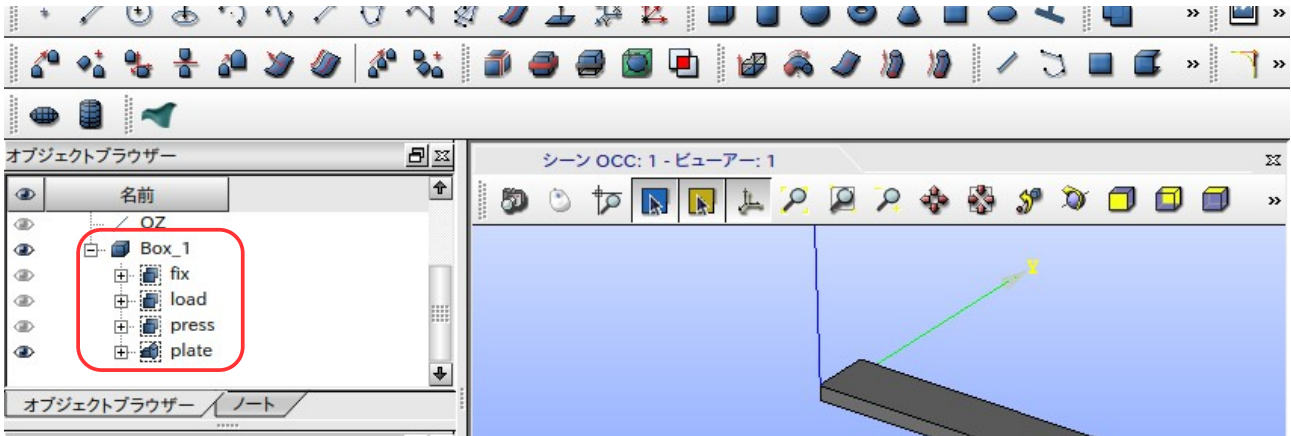 » »
» »
オブジェクトブラウザー
シーン OCC: 1 - ビューアー: 1
名前
»
OZ
Box_1
fix
load
press
plate
Y
オブジェクトブラウザー ノート